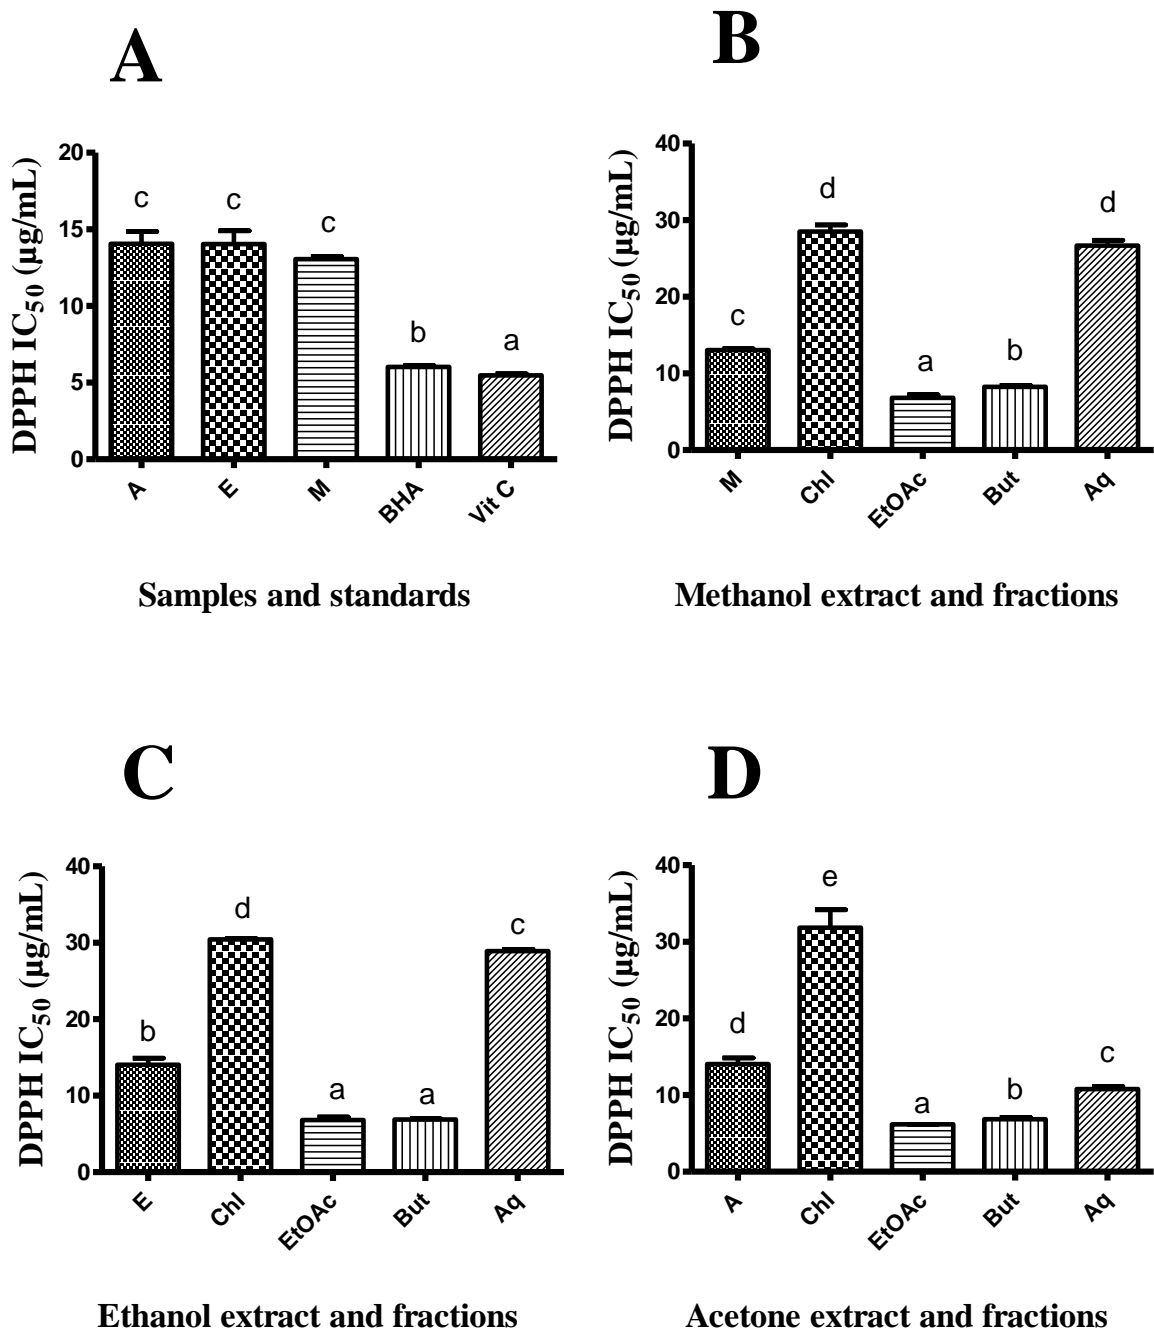 A
DPPH IC50 (µg/mL)
20
15
10
5
0
c
c
c
b
a
A
E
M
BHA
Vit C
Samples and standards
B
DPPH IC50 (µg/mL)
40
30
20
10
0
c
d
a
b
d
M
Chl
EtOAc
But
Aq
Methanol extract and fractions
C
DPPH IC50 (µg/mL)
40
30
20
10
0
b
d
a
a
c
E
Chl
EtOAc
But
Aq
Ethanol extract and fractions
D
DPPH IC50 (µg/mL)
40
30
20
10
0
d
e
a
b
c
A
Chl
EtOAc
But
Aq
Acetone extract and fractions